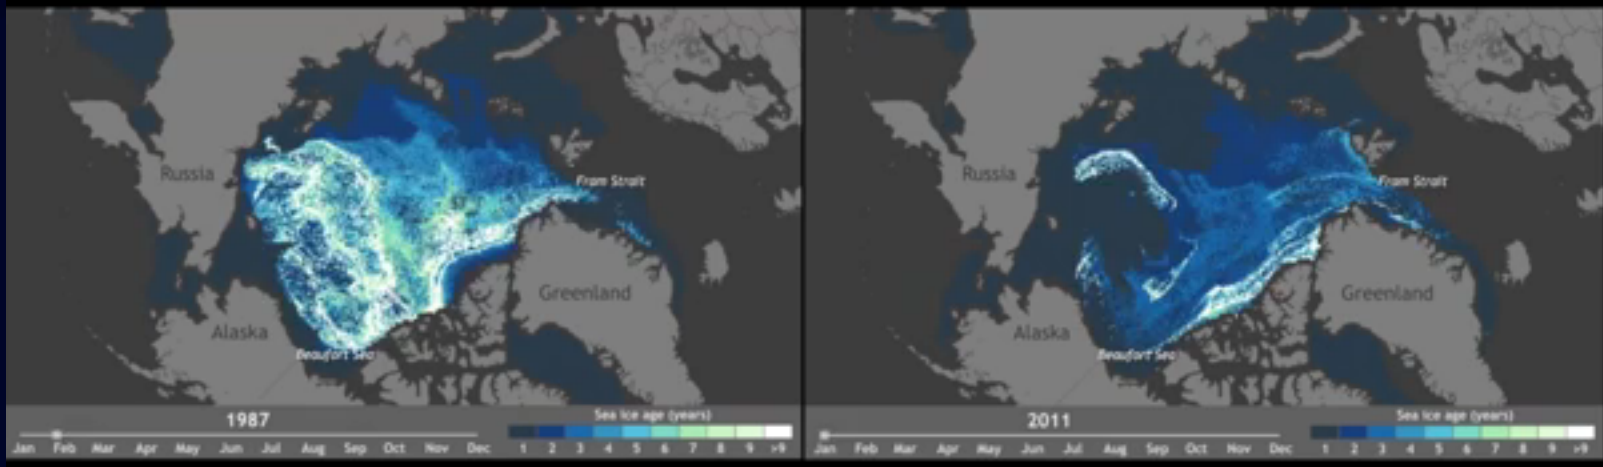 Russia
Fram Strait
Greenland
Alaska
Beaufort Sea
1987
Sea ice age (years)
Jan Feb Mar Apr May Jun Jul Aug Sep Oct Nov Dec
1 2 3 4 5 6 7 8 9 >9
Russia
Fram Strait
Greenland
Alaska
Beaufort Sea
2011
Sea ice age (years)
Jan Feb Mar Apr May Jun Jul Aug Sep Oct Nov Dec
1 2 3 4 5 6 7 8 9 >9